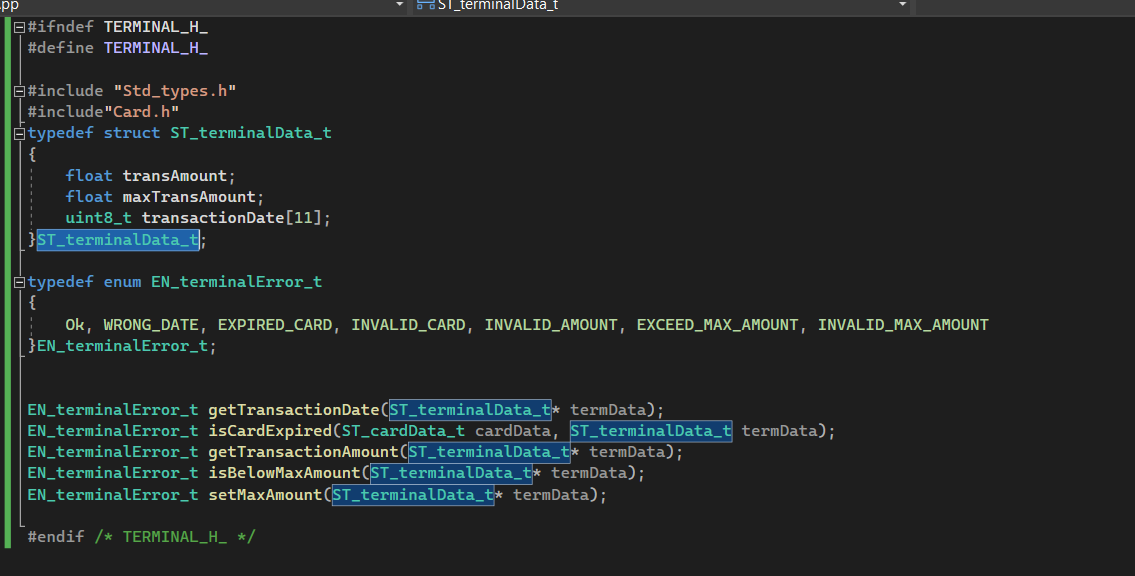 pp ST_terminalData_t
#ifndef TERMINAL_H_
#define TERMINAL_H_
#include "Std_types.h"
#include"Card.h"
typedef struct ST_terminalData_t
{
float transAmount;
float maxTransAmount;
uint8_t transactionDate[11];
}ST_terminalData_t;
typedef enum EN_terminalError_t
{
Ok, WRONG_DATE, EXPIRED_CARD, INVALID_CARD, INVALID_AMOUNT, EXCEED_MAX_AMOUNT, INVALID_MAX_AMOUNT
}EN_terminalError_t;
EN_terminalError_t getTransactionDate(ST_terminalData_t* termData);
EN_terminalError_t isCardExpired(ST_cardData_t cardData, ST_terminalData_t termData);
EN_terminalError_t getTransactionAmount(ST_terminalData_t* termData);
EN_terminalError_t isBelowMaxAmount(ST_terminalData_t* termData);
EN_terminalError_t setMaxAmount(ST_terminalData_t* termData);
#endif /* TERMINAL_H_ */